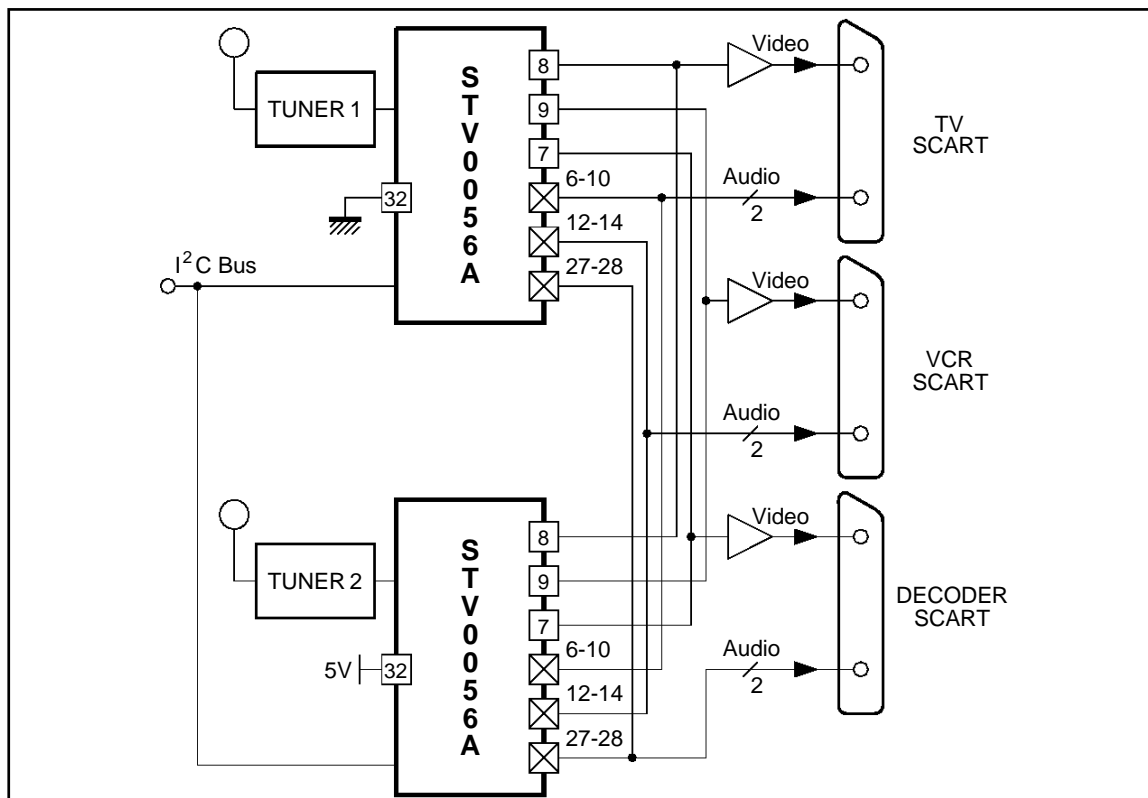 TUNER 1
STV0056A
8
9
7
6-10
12-14
27-28
32
I²C Bus
Video
Audio
2
TV
SCART
Video
Audio
2
VCR
SCART
TUNER 2
STV0056A
8
9
7
6-10
12-14
27-28
5V
32
Video
Audio
2
DECODER
SCART